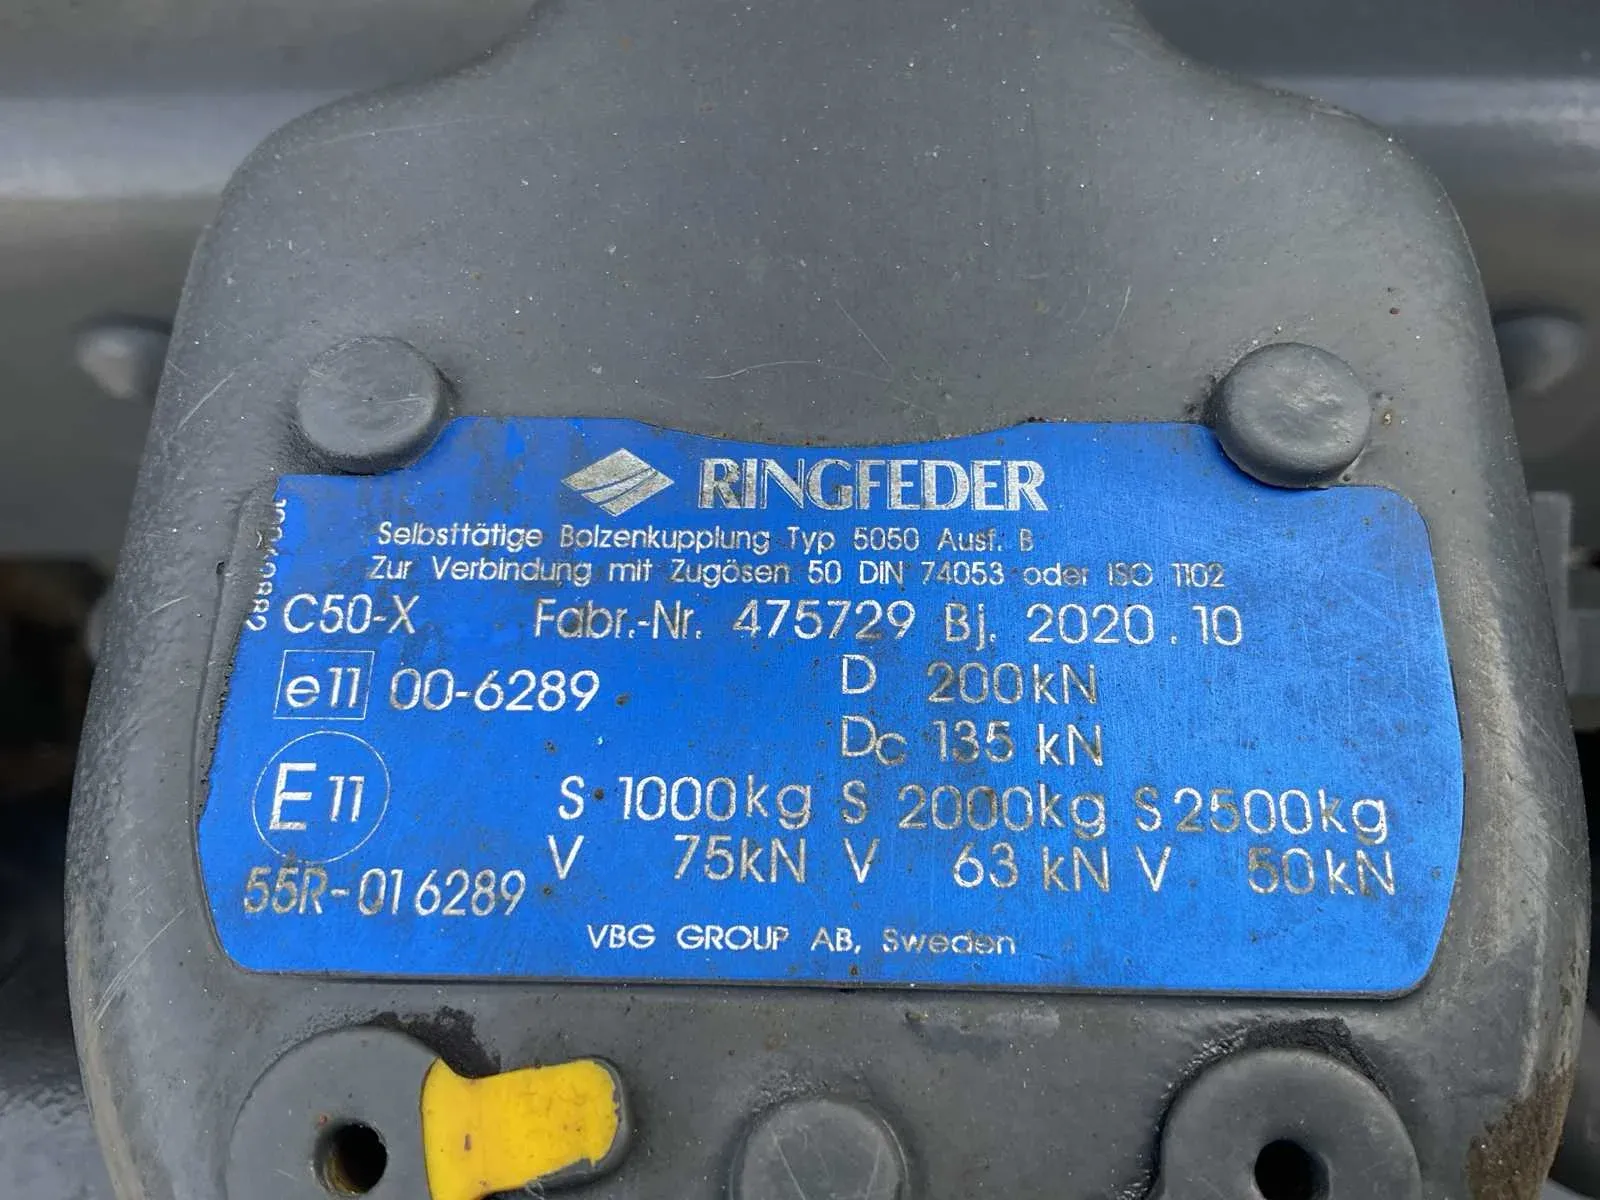 RINGFEDER
Selbsttätige Bolzenkupplung Typ 5050 Ausf. B
Zur Verbindung mit Zugösen 50 DIN 74053 oder ISO 1102
C50-X Fabr.-Nr. 475729 Bj. 2020.10
e11 00-6289 D 200kN
Dc 135 kN
E11 S 1000kg S 2000kg S 2500kg
V 75kN V 63 kN V 50kN
55R-01 6289
VBG GROUP AB, Sweden